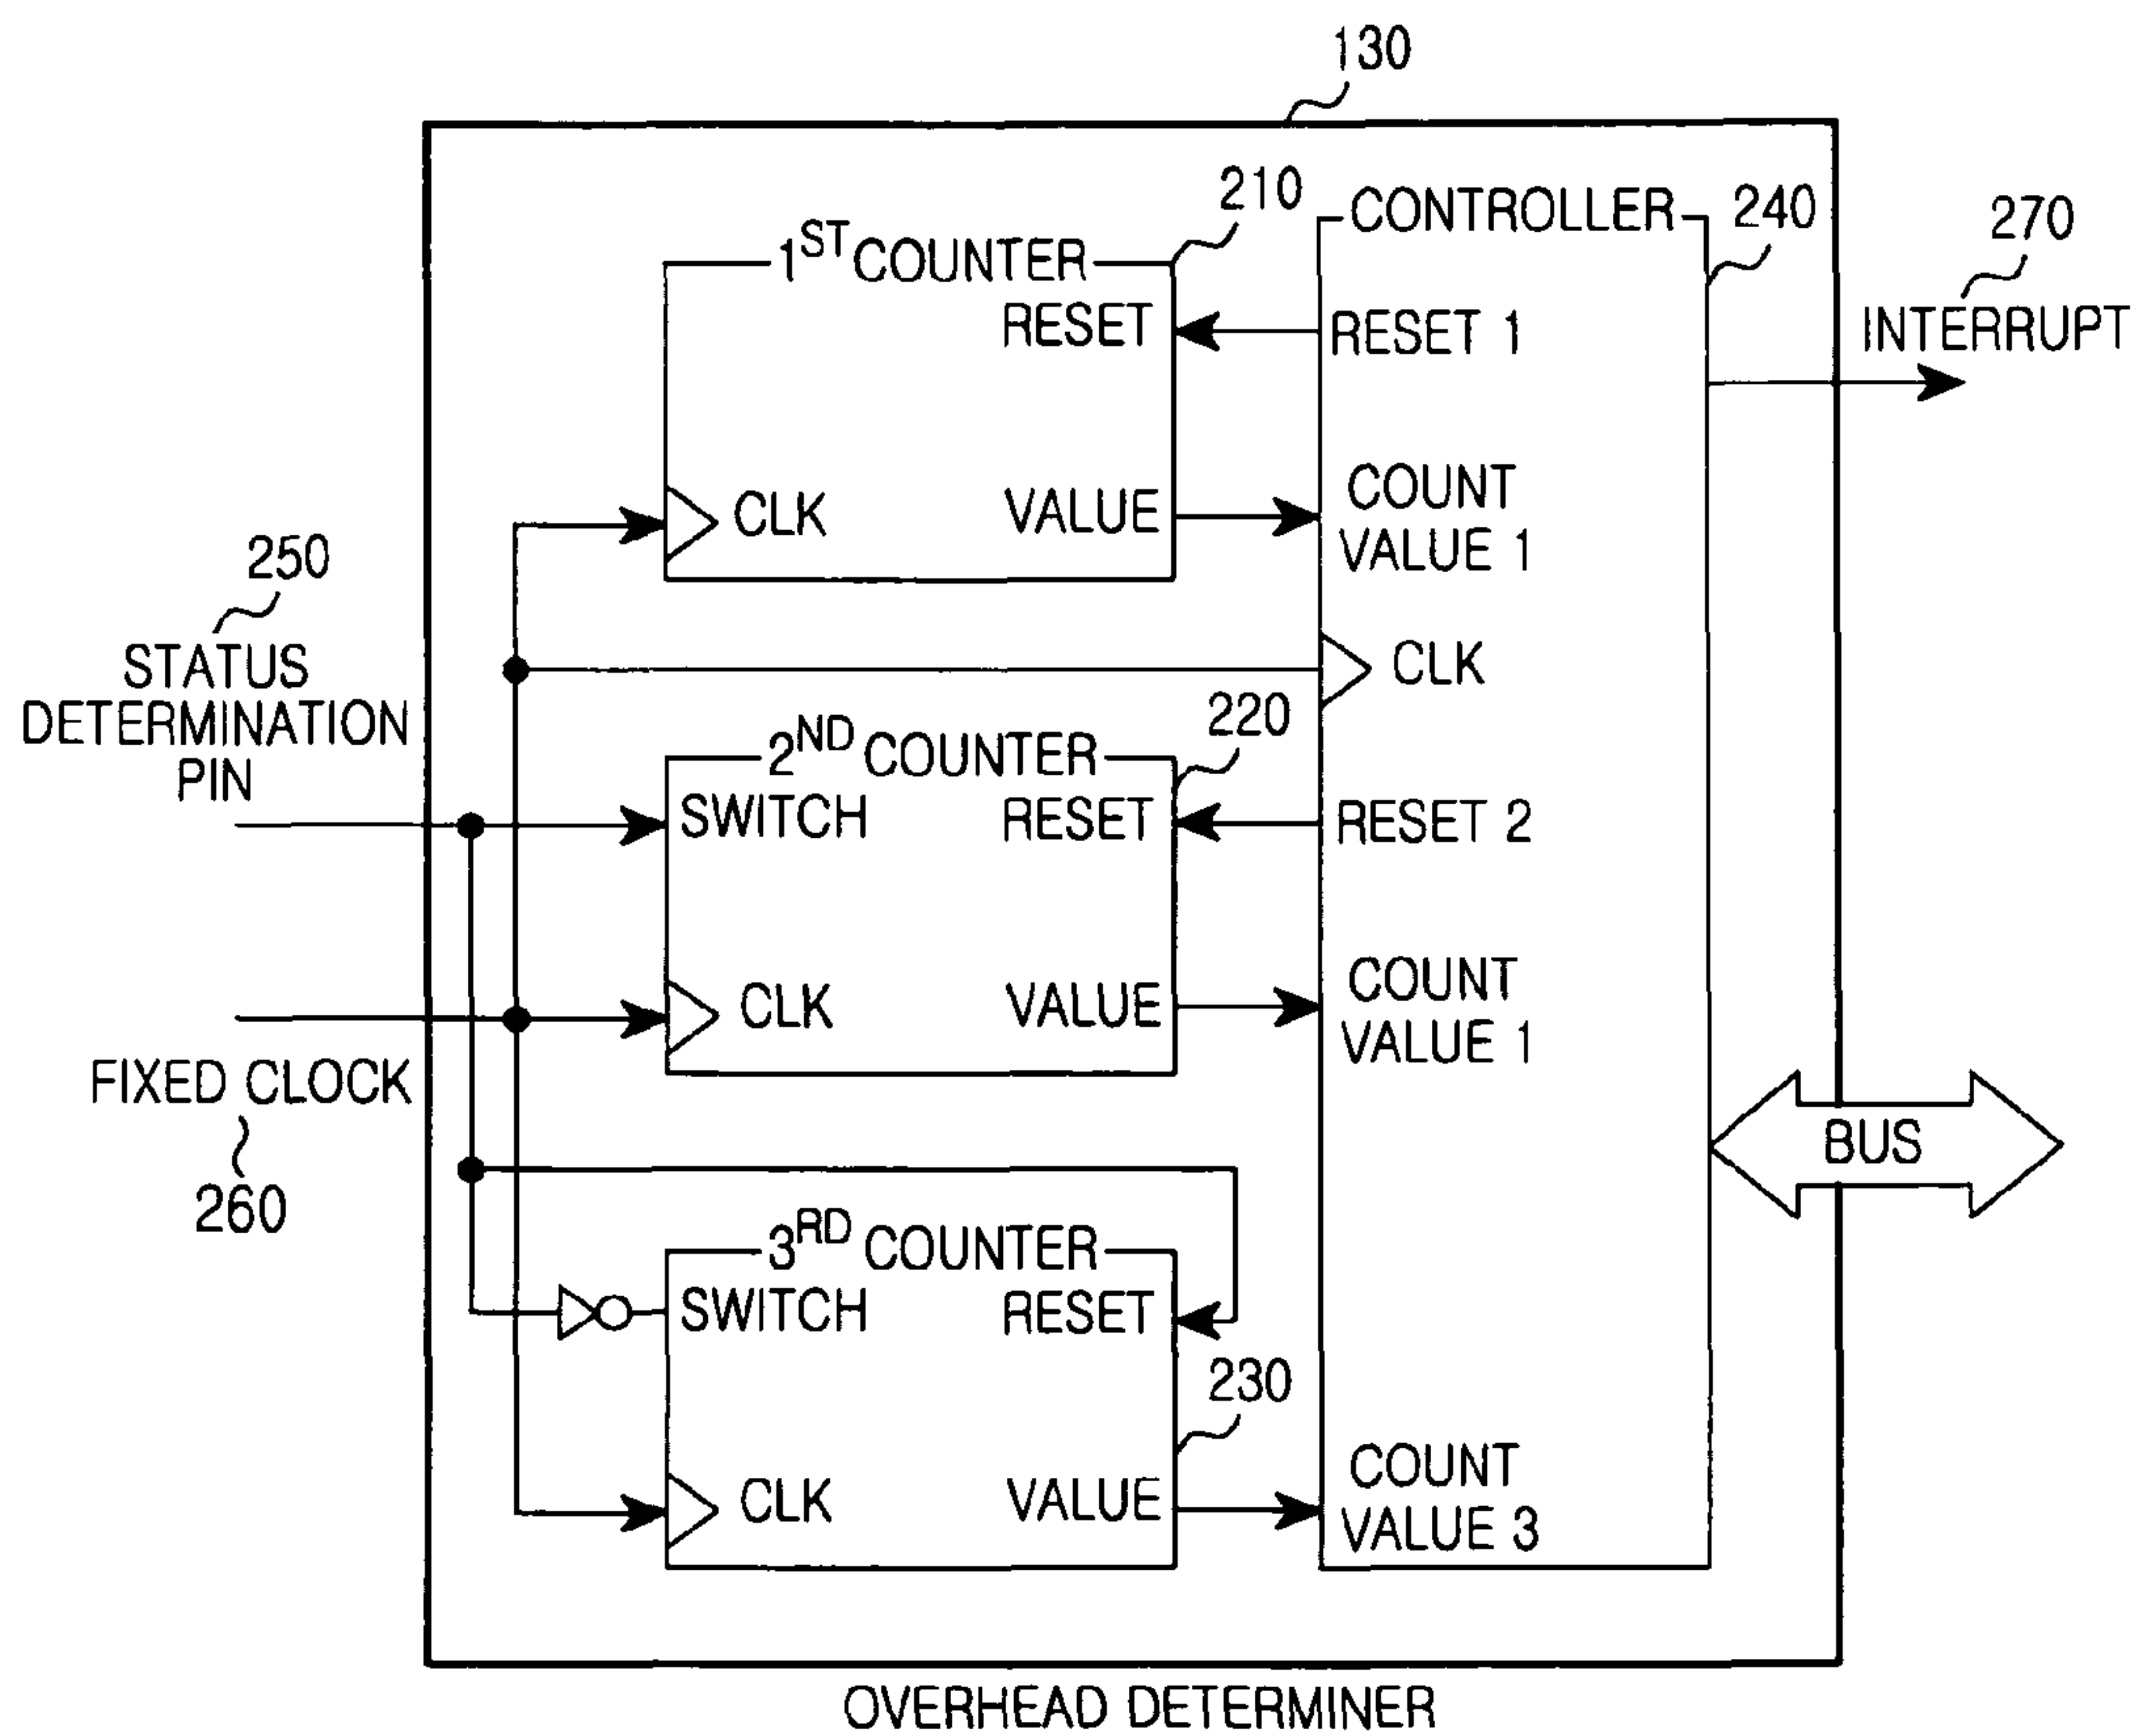 130
210
CONTROLLER
240
270
1ST COUNTER
RESET
RESET 1
INTERRUPT
CLK
VALUE
COUNT
VALUE 1
250
STATUS
DETERMINATION
PIN
CLK
220
2ND COUNTER
SWITCH
RESET
RESET 2
CLK
VALUE
COUNT
VALUE 1
FIXED CLOCK
260
BUS
3RD COUNTER
SWITCH
RESET
230
CLK
VALUE
COUNT
VALUE 3
OVERHEAD DETERMINER